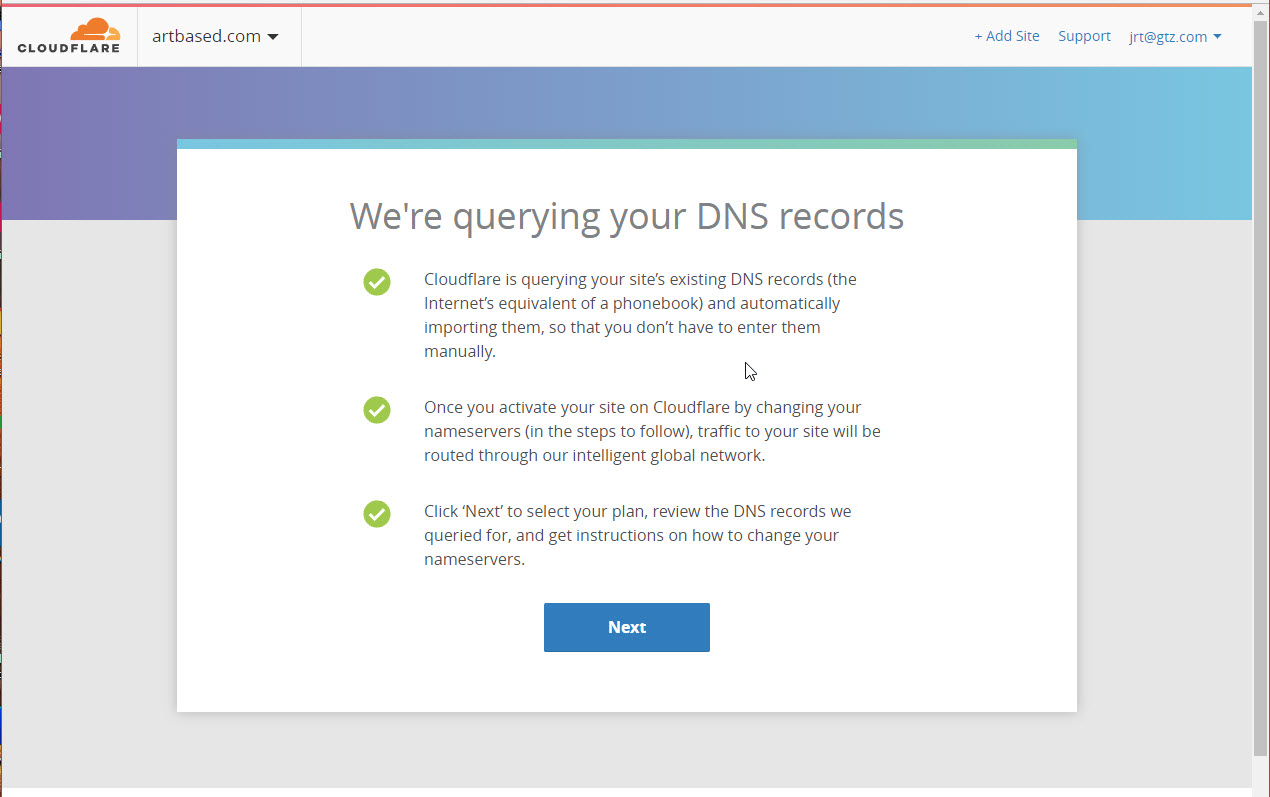 CLOUDFLARE
artbased.com
+ Add Site
Support
jrt@gtz.com
We're querying your DNS records
Cloudflare is querying your site’s existing DNS records (the
Internet’s equivalent of a phonebook) and automatically
importing them, so that you don’t have to enter them
manually.
Once you activate your site on Cloudflare by changing your
nameservers (in the steps to follow), traffic to your site will be
routed through our intelligent global network.
Click ‘Next’ to select your plan, review the DNS records we
queried for, and get instructions on how to change your
nameservers.
Next